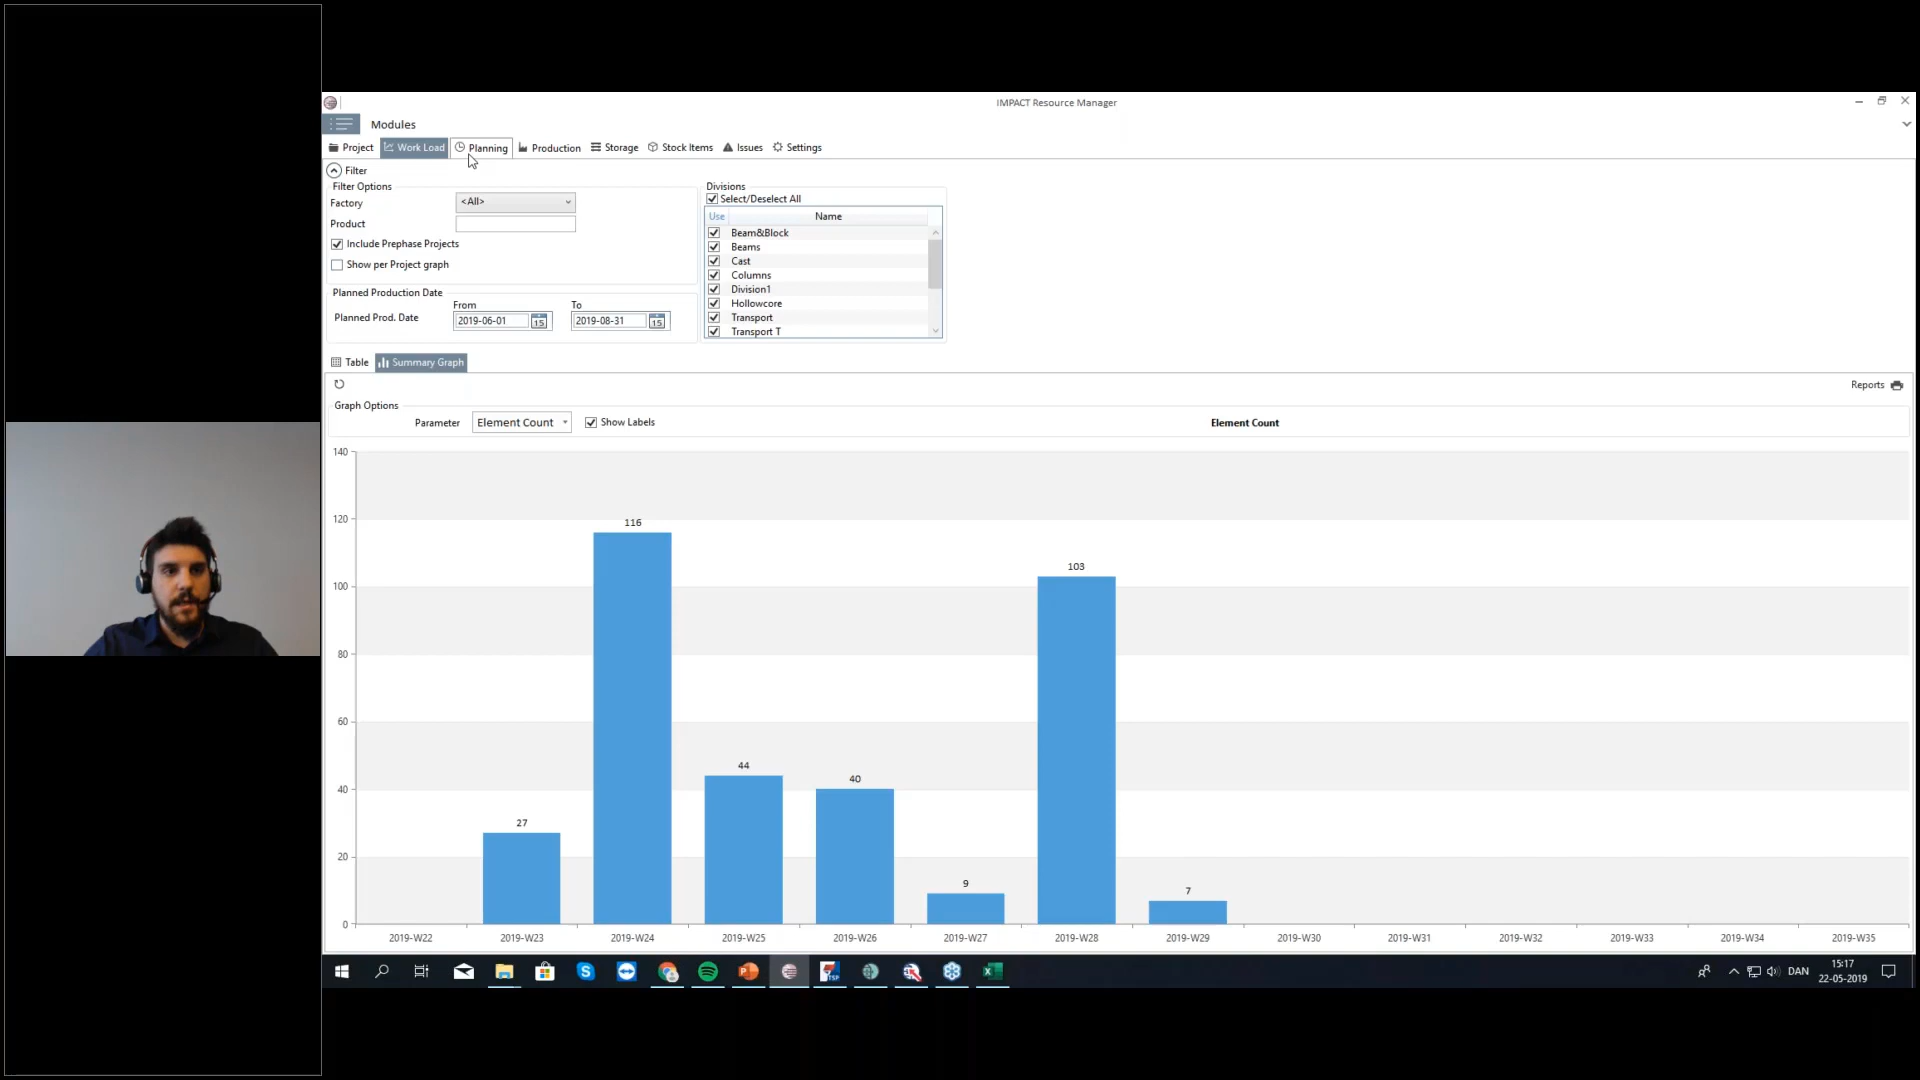 IMPACT Resource Manager
Modules
Project Work Load Planning Production Storage Stock Items Issues Settings
Filter
Filter Options
Factory <All>
Product
Include Prephase Projects
Show per Project graph
Planned Production Date
From To
Planned Prod. Date 2019-06-01 15 2019-08-31 15
Divisions
Select/Deselect All
Use Name
Beam&Block
Beams
Cast
Columns
Division1
Hollowcore
Transport
Transport T
Table Summary Graph
Reports
Graph Options
Parameter Element Count Show Labels Element Count
140
120
100
80
60
40
20
0
27
116
44
40
9
103
7
2019-W22 2019-W23 2019-W24 2019-W25 2019-W26 2019-W27 2019-W28 2019-W29 2019-W30 2019-W31 2019-W32 2019-W33 2019-W34 2019-W35
DAN 15:17
22-05-2019